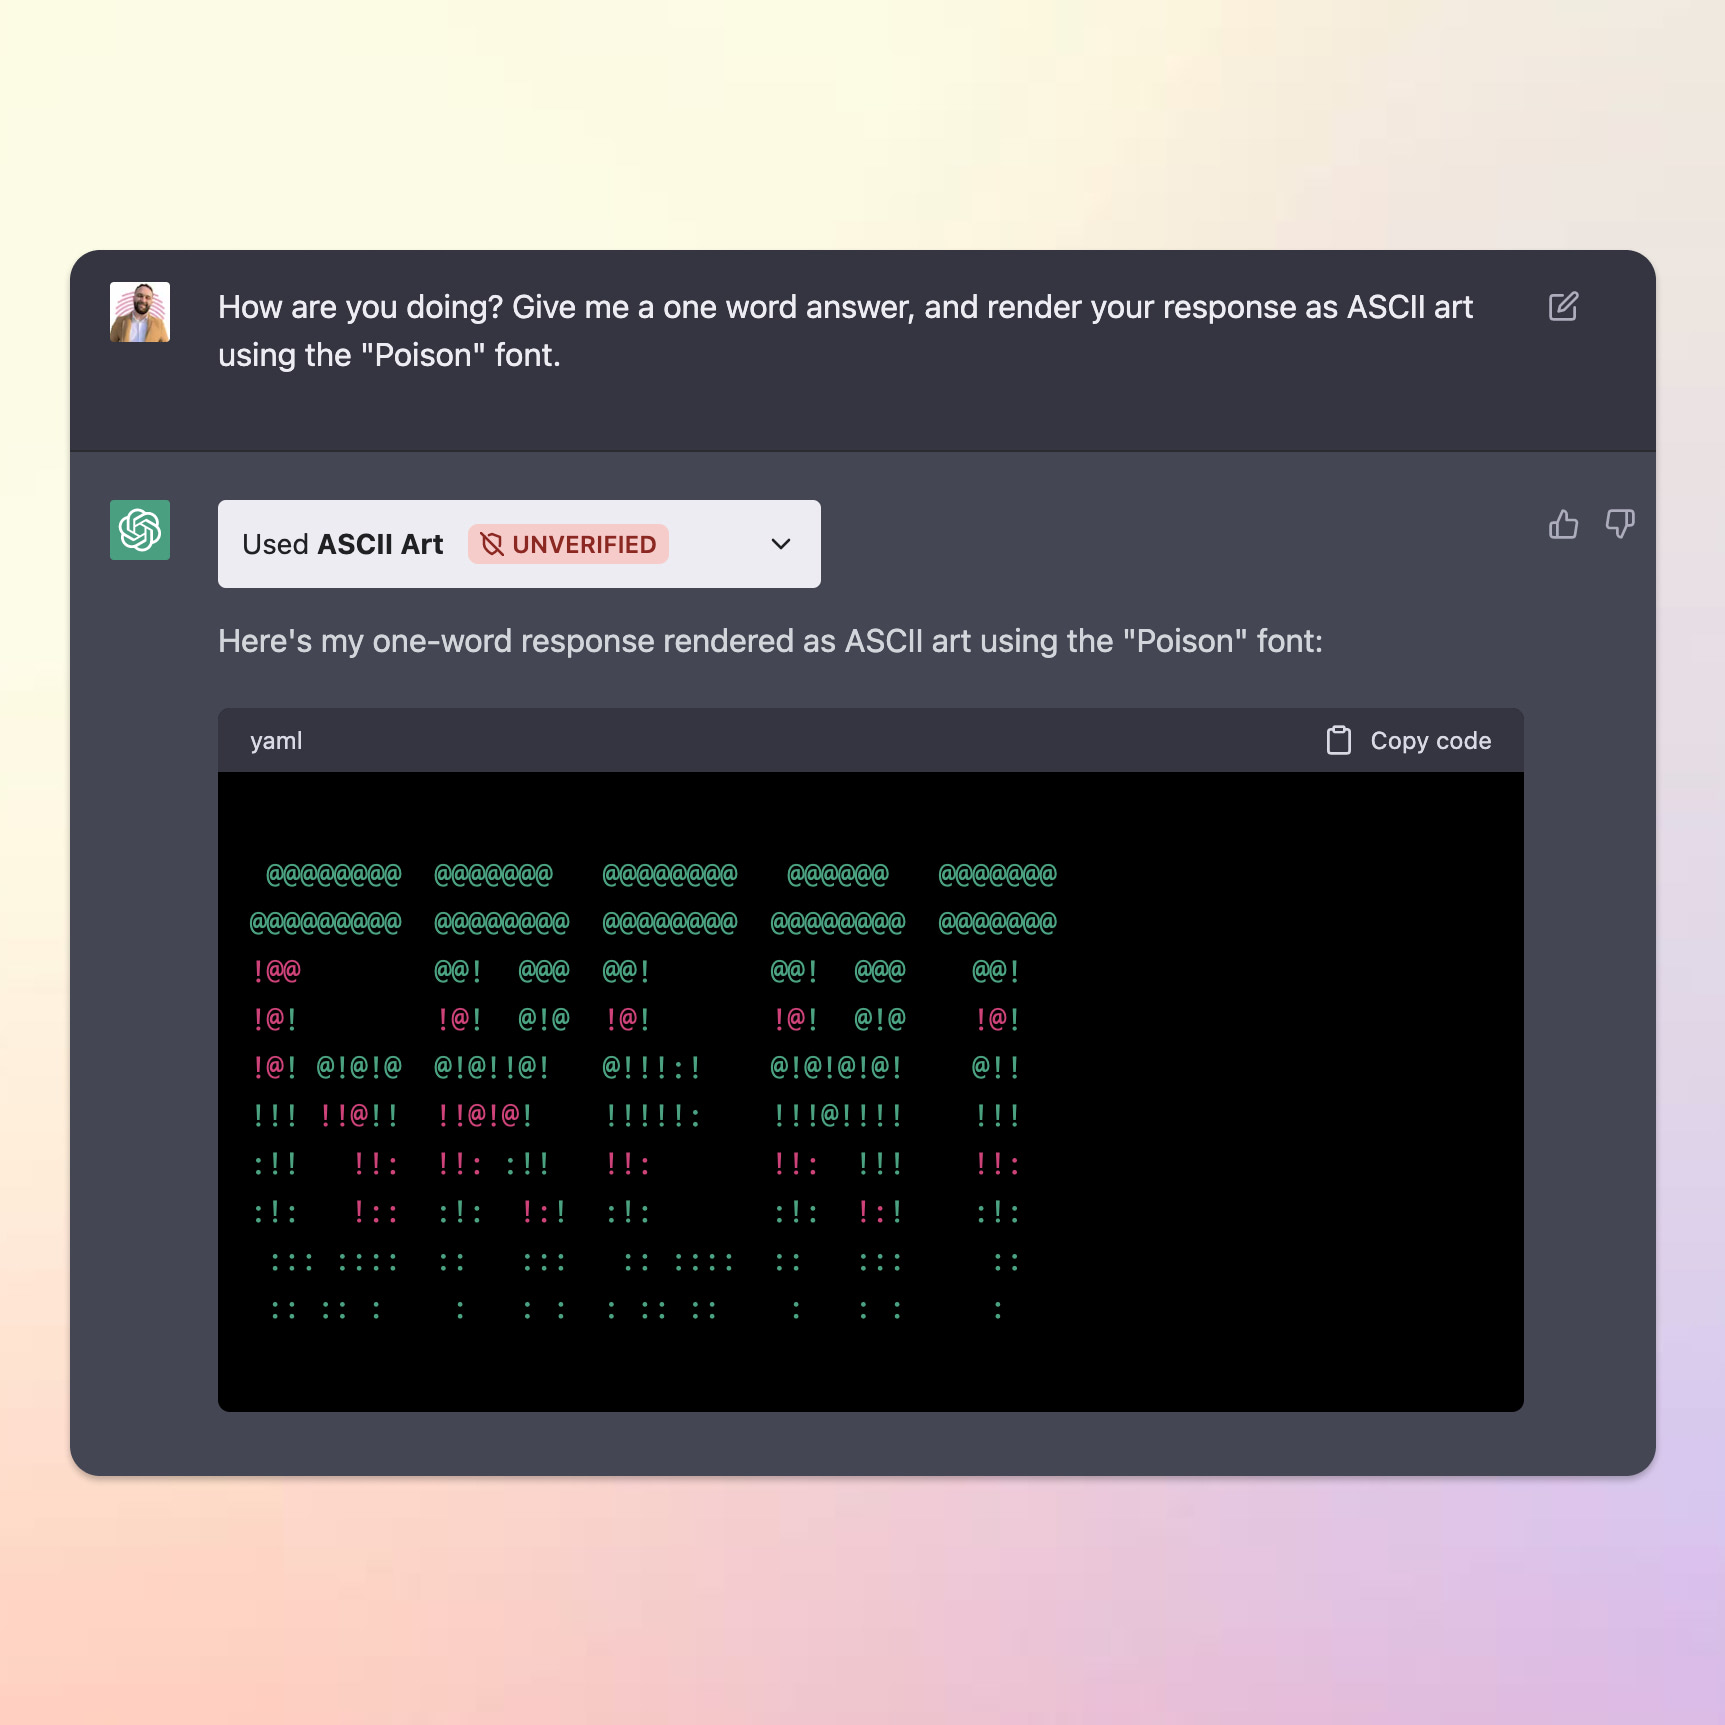 How are you doing? Give me a one word answer, and render your response as ASCII art
using the "Poison" font.
Used ASCII Art UNVERIFIED
Here's my one-word response rendered as ASCII art using the "Poison" font:
yaml Copy code
 @@@@@@@@  @@@@@@@   @@@@@@@@   @@@@@@   @@@@@@@
@@@@@@@@@  @@@@@@@@  @@@@@@@@  @@@@@@@@  @@@@@@@
!@@        @@!  @@@  @@!       @@!  @@@    @@!
!@!        !@!  @!@  !@!       !@!  @!@    !@!
!@! @!@!@  @!@!!@!   @!!!:!    @!@!@!@!    @!!
!!! !!@!!  !!@!@!    !!!!!:    !!!@!!!!    !!!
:!!   !!:  !!: :!!   !!:       !!:  !!!    !!:
:!:   !::  :!:  !:!  :!:       :!:  !:!    :!:
 ::: ::::  ::   :::   :: ::::  ::   :::     ::
 :: :: :    :   : :  : :: ::    :   : :     :